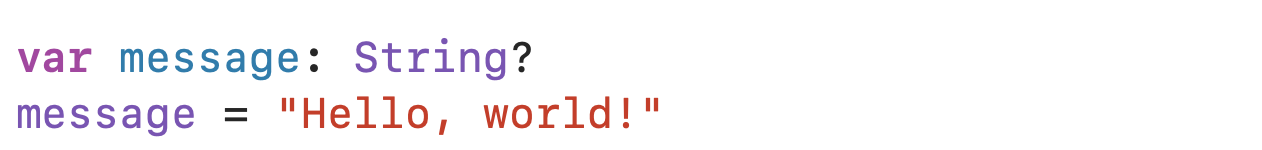 var message: String?
message = "Hello, world!"